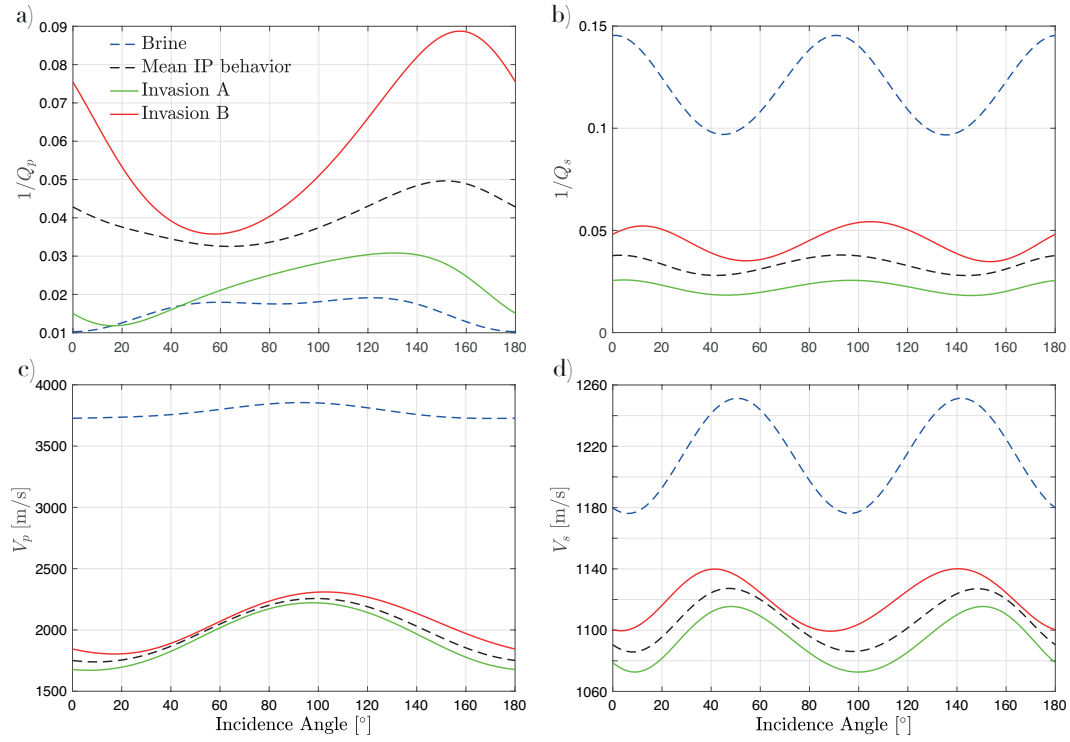 a)
0.09
0.08
0.07
0.06
0.05
0.04
0.03
0.02
0.01
1/Qp
Brine
Mean IP behavior
Invasion A
Invasion B
0 20 40 60 80 100 120 140 160 180
b)
0.15
0.1
0.05
0
1/Qs
0 20 40 60 80 100 120 140 160 180
c)
4000
3500
3000
2500
2000
1500
Vp [m/s]
0 20 40 60 80 100 120 140 160 180
Incidence Angle [°]
d)
1260
1220
1180
1140
1100
1060
Vs [m/s]
0 20 40 60 80 100 120 140 160 180
Incidence Angle [°]